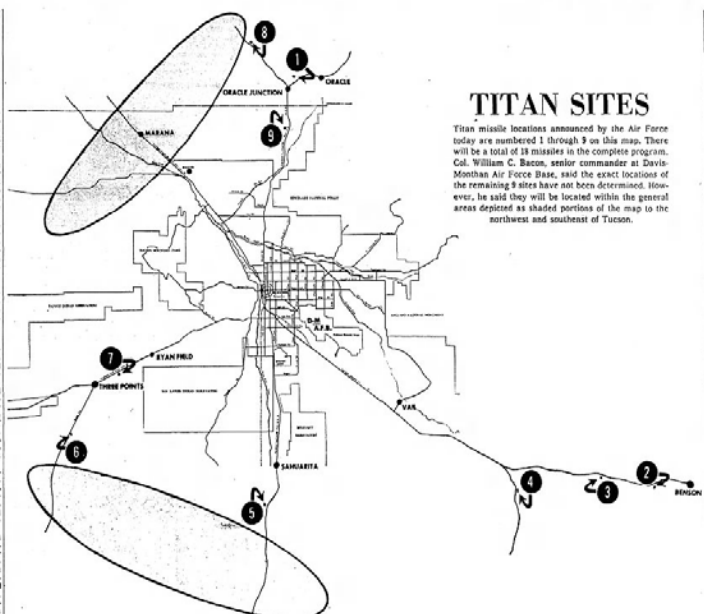 8
1
ORACLE
ORACLE JUNCTION
9
MARANA
TITAN SITES
Titan missile locations announced by the Air Force
today are numbered 1 through 9 on this map. There
will be a total of 18 missiles in the complete program.
Col. William C. Bacon, senior commander at Davis-
Monthan Air Force Base, said the exact locations of
the remaining 9 sites have not been determined. How-
ever, he said they will be located within the general
areas depicted as shaded portions of the map to the
northwest and southeast of Tucson.
D-M
A.F.B.
7
RYAN FIELD
THREE POINTS
VAIL
6
SAHUARITA
5
4
3
2
BENSON